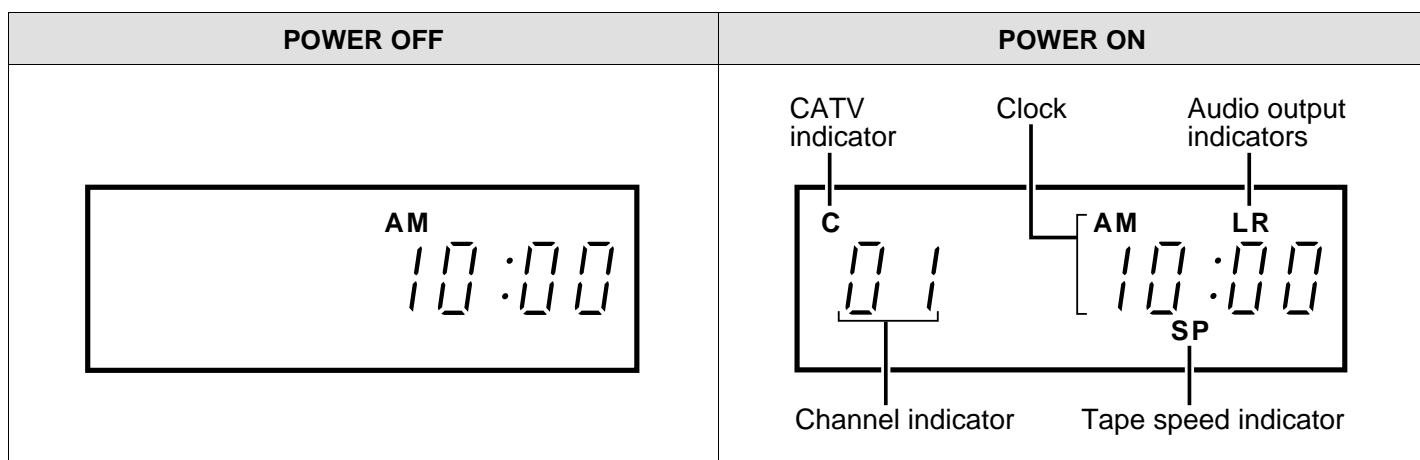 POWER OFF
POWER ON
AM
10:00
CATV
indicator
Clock
Audio output
indicators
C
AM
LR
01
10:00
SP
Channel indicator
Tape speed indicator